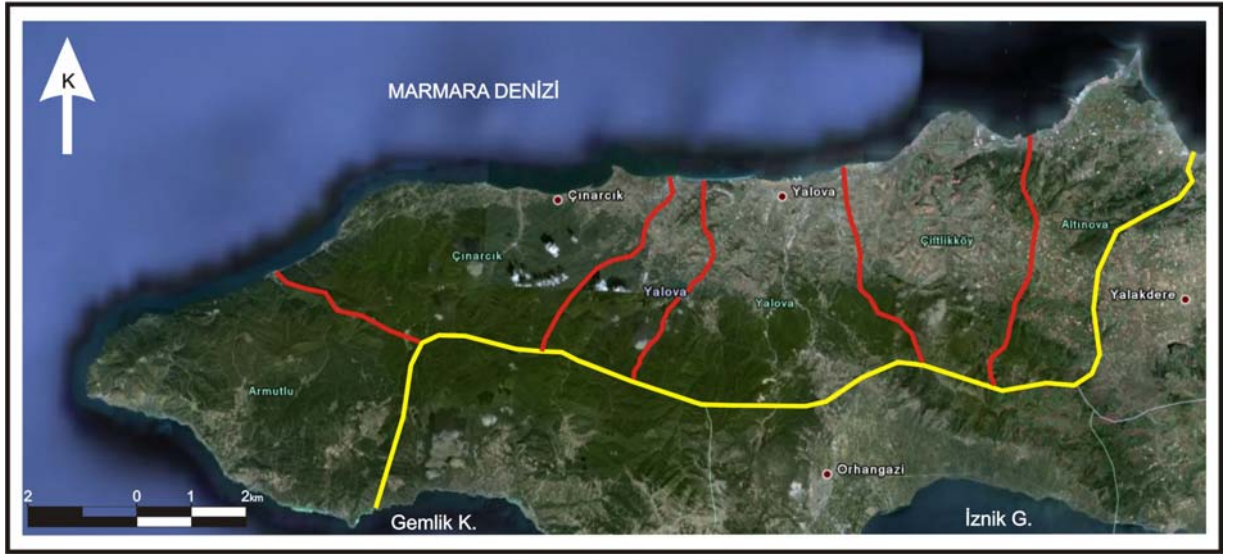 K
MARMARA DENİZİ
Çınarcık
Yalova
Çınarcık
Yalova
Yalova
Çiftlikköy
Altınova
Yalakdere
Armutlu
Orhangazi
2 0 1 2km
Gemlik K.
İznik G.